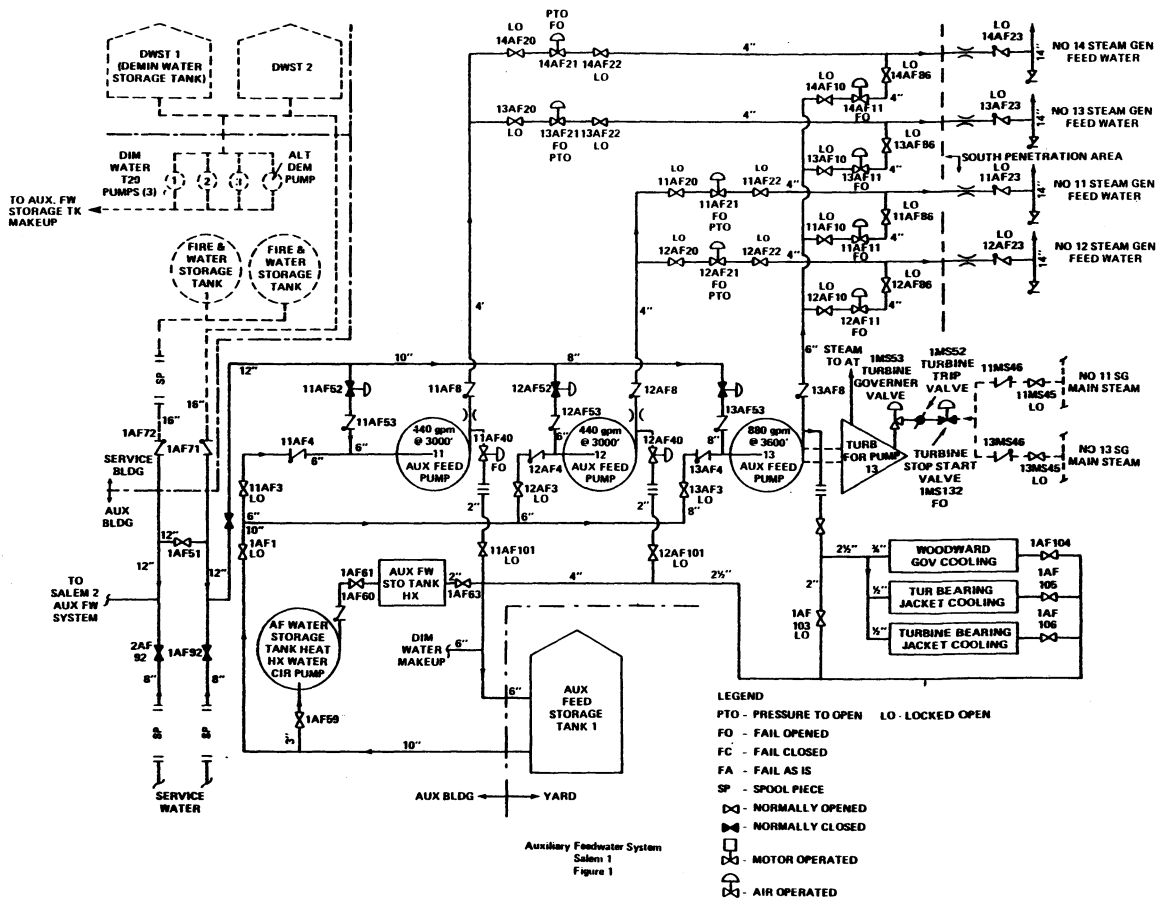 DWST 1
(DEMIN WATER
STORAGE TANK)
DWST 2
DIM
WATER
T20
PUMPS (3)
1
2
3
ALT
DEM
PUMP
TO AUX. FW
STORAGE TK
MAKEUP
FIRE &
WATER
STORAGE
TANK
FIRE &
WATER
STORAGE
TANK
PTO
FO
LO
14AF20
14AF21
14AF22
LO
4"
LO
14AF86
LO
14AF10
14AF11
FO
4"
LO
14AF23
14"
NO 14 STEAM GEN
FEED WATER
13AF20
LO
13AF21
FO
PTO
13AF22
LO
4"
LO
13AF86
LO
13AF10
13AF11
FO
4"
LO
13AF23
14"
NO 13 STEAM GEN
FEED WATER
SOUTH PENETRATION AREA
LO
11AF20
11AF21
FO
PTO
LO
11AF22
4"
LO
11AF86
LO
11AF10
11AF11
FO
4"
LO
11AF23
14"
NO 11 STEAM GEN
FEED WATER
LO
12AF20
12AF21
FO
PTO
LO
12AF22
4"
LO
12AF86
LO
12AF10
12AF11
FO
4"
LO
12AF23
14"
NO 12 STEAM GEN
FEED WATER
4'
4"
6"
12"
10"
8"
SP
16"
16"
1AF72
1AF71
SERVICE
BLDG
AUX
BLDG
11AF52
11AF53
6"
11AF4
6"
11AF8
440 gpm
@ 3000'
11
AUX FEED
PUMP
11AF40
FO
12AF52
12AF53
6"
12AF4
12AF8
440 gpm
@ 3000'
12
AUX FEED
PUMP
12AF40
FO
13AF53
8"
13AF4
13AF8
880 gpm
@ 3600'
13
AUX FEED
PUMP
STEAM
TO AT
TURB
FOR PUMP
13
1MS53
TURBINE
GOVERNER
VALVE
1MS52
TURBINE
TRIP
VALVE
TURBINE
STOP START
VALVE
1MS132
FO
11MS46
11MS45
LO
NO 11 SG
MAIN STEAM
13MS46
13MS45
LO
NO 13 SG
MAIN STEAM
11AF3
LO
12AF3
LO
6"
13AF3
LO
8"
6"
10"
1AF1
LO
12"
1AF51
12"
12"
2"
2"
11AF101
LO
12AF101
LO
TO
SALEM 2
AUX FW
SYSTEM
2AF
92
1AF92
8"
8"
SP
SP
SERVICE
WATER
1AF61
1AF60
AUX FW
STO TANK
HX
2"
1AF63
4"
2½"
AF WATER
STORAGE
TANK HEAT
HX WATER
CIR PUMP
1AF59
3"
10"
DIM
WATER
MAKEUP
6"
6"
AUX
FEED
STORAGE
TANK 1
AUX BLDG
YARD
2½"
2"
1AF
103
LO
¾"
WOODWARD
GOV COOLING
1AF104
½"
TUR BEARING
JACKET COOLING
1AF
105
½"
TURBINE BEARING
JACKET COOLING
1AF
106
LEGEND
PTO - PRESSURE TO OPEN LO - LOCKED OPEN
FO - FAIL OPENED
FC - FAIL CLOSED
FA - FAIL AS IS
SP - SPOOL PIECE
- NORMALLY OPENED
- NORMALLY CLOSED
- MOTOR OPERATED
- AIR OPERATED
Auxiliary Feedwater System
Salem 1
Figure 1